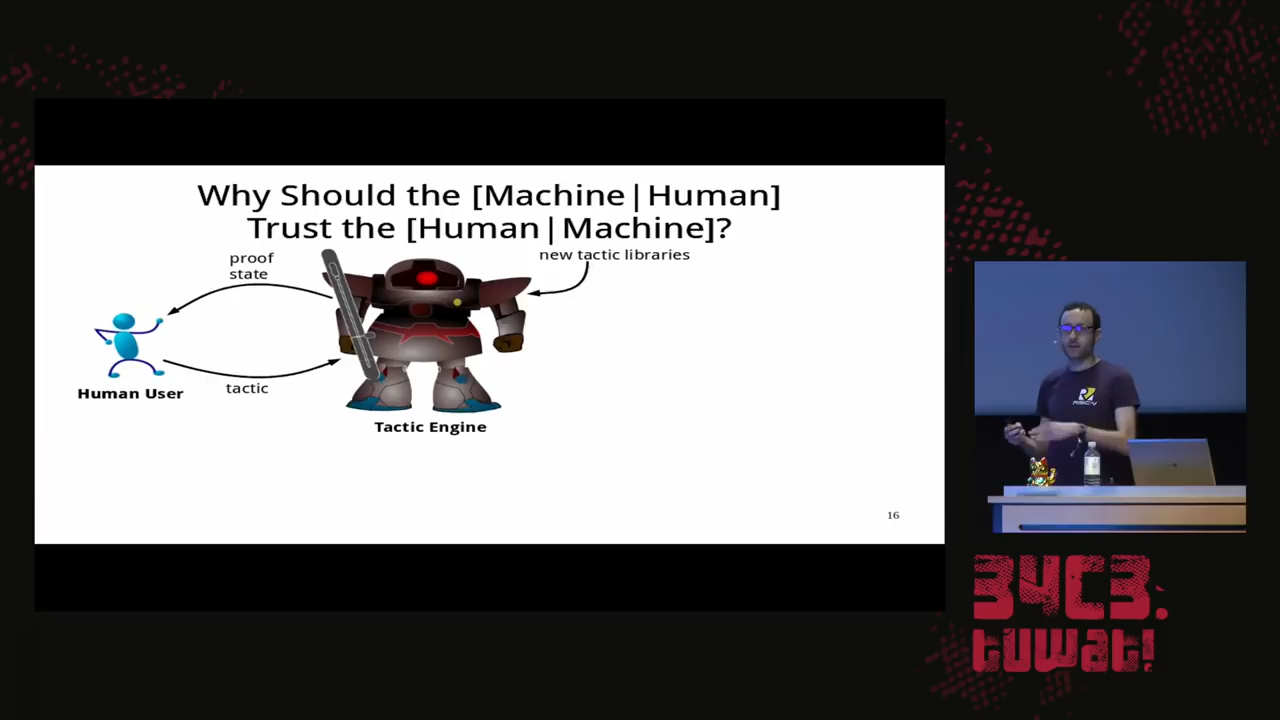 Why Should the [Machine|Human]
Trust the [Human|Machine]?
proof
state
new tactic libraries
tactic
Human User
Tactic Engine
16
RISC-V
34C3.
tuwat!